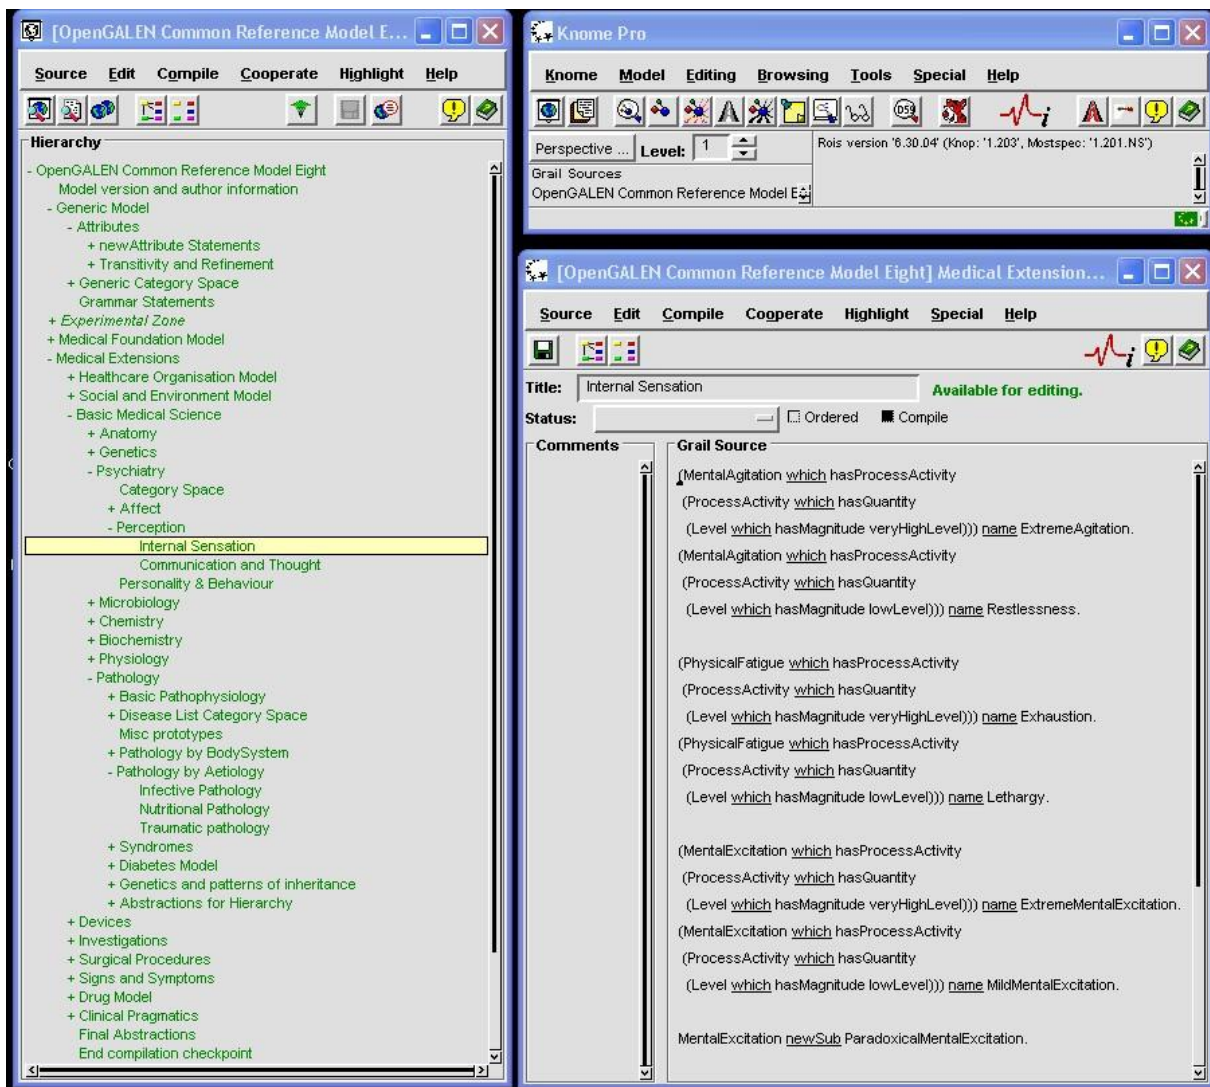 [OpenGALEN Common Reference Model E...
Source Edit Compile Cooperate Highlight Help
Hierarchy
- OpenGALEN Common Reference Model Eight
Model version and author information
- Generic Model
- Attributes
+ newAttribute Statements
+ Transitivity and Refinement
+ Generic Category Space
Grammar Statements
+ Experimental Zone
+ Medical Foundation Model
- Medical Extensions
+ Healthcare Organisation Model
+ Social and Environment Model
- Basic Medical Science
+ Anatomy
+ Genetics
- Psychiatry
Category Space
+ Affect
- Perception
Internal Sensation
Communication and Thought
Personality & Behaviour
+ Microbiology
+ Chemistry
+ Biochemistry
+ Physiology
- Pathology
+ Basic Pathophysiology
+ Disease List Category Space
Misc prototypes
+ Pathology by BodySystem
- Pathology by Aetiology
Infective Pathology
Nutritional Pathology
Traumatic pathology
+ Syndromes
+ Diabetes Model
+ Genetics and patterns of inheritance
+ Abstractions for Hierarchy
+ Devices
+ Investigations
+ Surgical Procedures
+ Signs and Symptoms
+ Drug Model
+ Clinical Pragmatics
Final Abstractions
End compilation checkpoint
Knome Pro
Knome Model Editing Browsing Tools Special Help
Perspective ... Level: 1
Rois version '6.30.04' (Knop: '1.203', Mostspec: '1.201.NS')
Grail Sources
OpenGALEN Common Reference Model E
[OpenGALEN Common Reference Model Eight] Medical Extension...
Source Edit Compile Cooperate Highlight Special Help
Title: Internal Sensation Available for editing.
Status: Ordered Compile
Comments
Grail Source
(MentalAgitation which hasProcessActivity
(ProcessActivity which hasQuantity
(Level which hasMagnitude veryHighLevel))) name ExtremeAgitation.
(MentalAgitation which hasProcessActivity
(ProcessActivity which hasQuantity
(Level which hasMagnitude lowLevel))) name Restlessness.
(PhysicalFatigue which hasProcessActivity
(ProcessActivity which hasQuantity
(Level which hasMagnitude veryHighLevel))) name Exhaustion.
(PhysicalFatigue which hasProcessActivity
(ProcessActivity which hasQuantity
(Level which hasMagnitude lowLevel))) name Lethargy.
(MentalExcitation which hasProcessActivity
(ProcessActivity which hasQuantity
(Level which hasMagnitude veryHighLevel))) name ExtremeMentalExcitation.
(MentalExcitation which hasProcessActivity
(ProcessActivity which hasQuantity
(Level which hasMagnitude lowLevel))) name MildMentalExcitation.
MentalExcitation newSub ParadoxicalMentalExcitation.